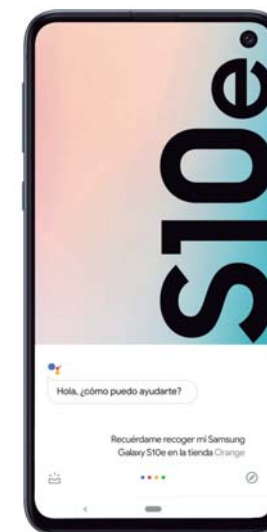 S10e.
Hola, ¿cómo puedo ayudarte?
Recuérdame recoger mi Samsung
Galaxy S10e en la tienda Orange